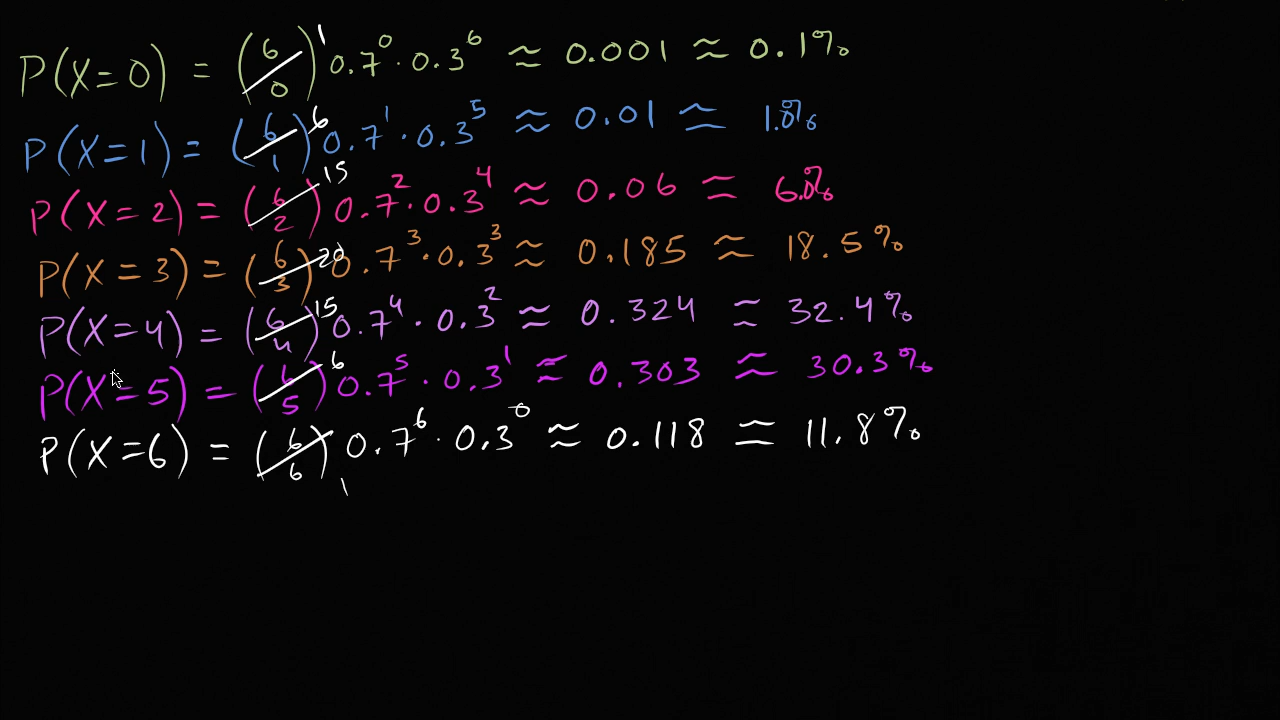 P(X=0) = (6 0) 1 0.7^0 · 0.3^6 ≈ 0.001 ≈ 0.1%
P(X=1) = (6 1) 6 0.7^1 · 0.3^5 ≈ 0.01 ≈ 1.0%
P(X=2) = (6 2) 15 0.7^2 · 0.3^4 ≈ 0.06 ≈ 6.0%
P(X=3) = (6 3) 20 0.7^3 · 0.3^3 ≈ 0.185 ≈ 18.5%
P(X=4) = (6 4) 15 0.7^4 · 0.3^2 ≈ 0.324 ≈ 32.4%
P(X=5) = (6 5) 6 0.7^5 · 0.3^1 ≈ 0.303 ≈ 30.3%
P(X=6) = (6 6) 1 0.7^6 · 0.3^0 ≈ 0.118 ≈ 11.8%